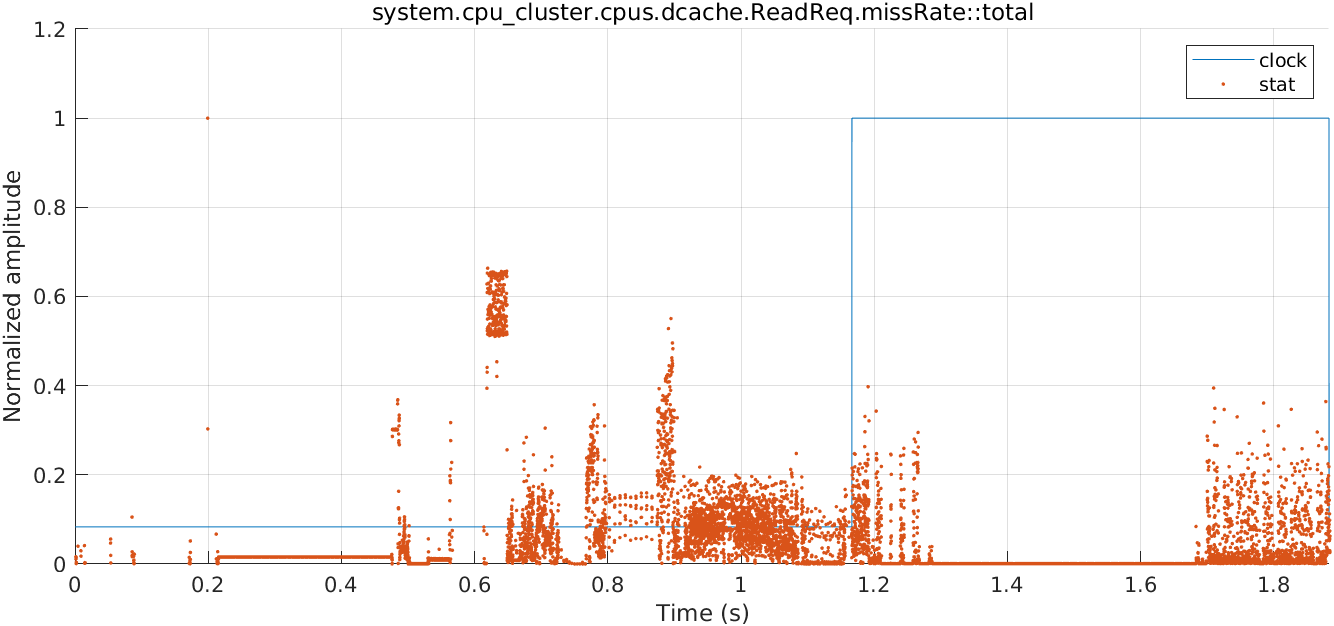 system.cpu_cluster.cpus.dcache.ReadReq.missRate::total
1.2
1
0.8
0.6
0.4
0.2
0
Normalized amplitude
clock
stat
0 0.2 0.4 0.6 0.8 1 1.2 1.4 1.6 1.8
Time (s)